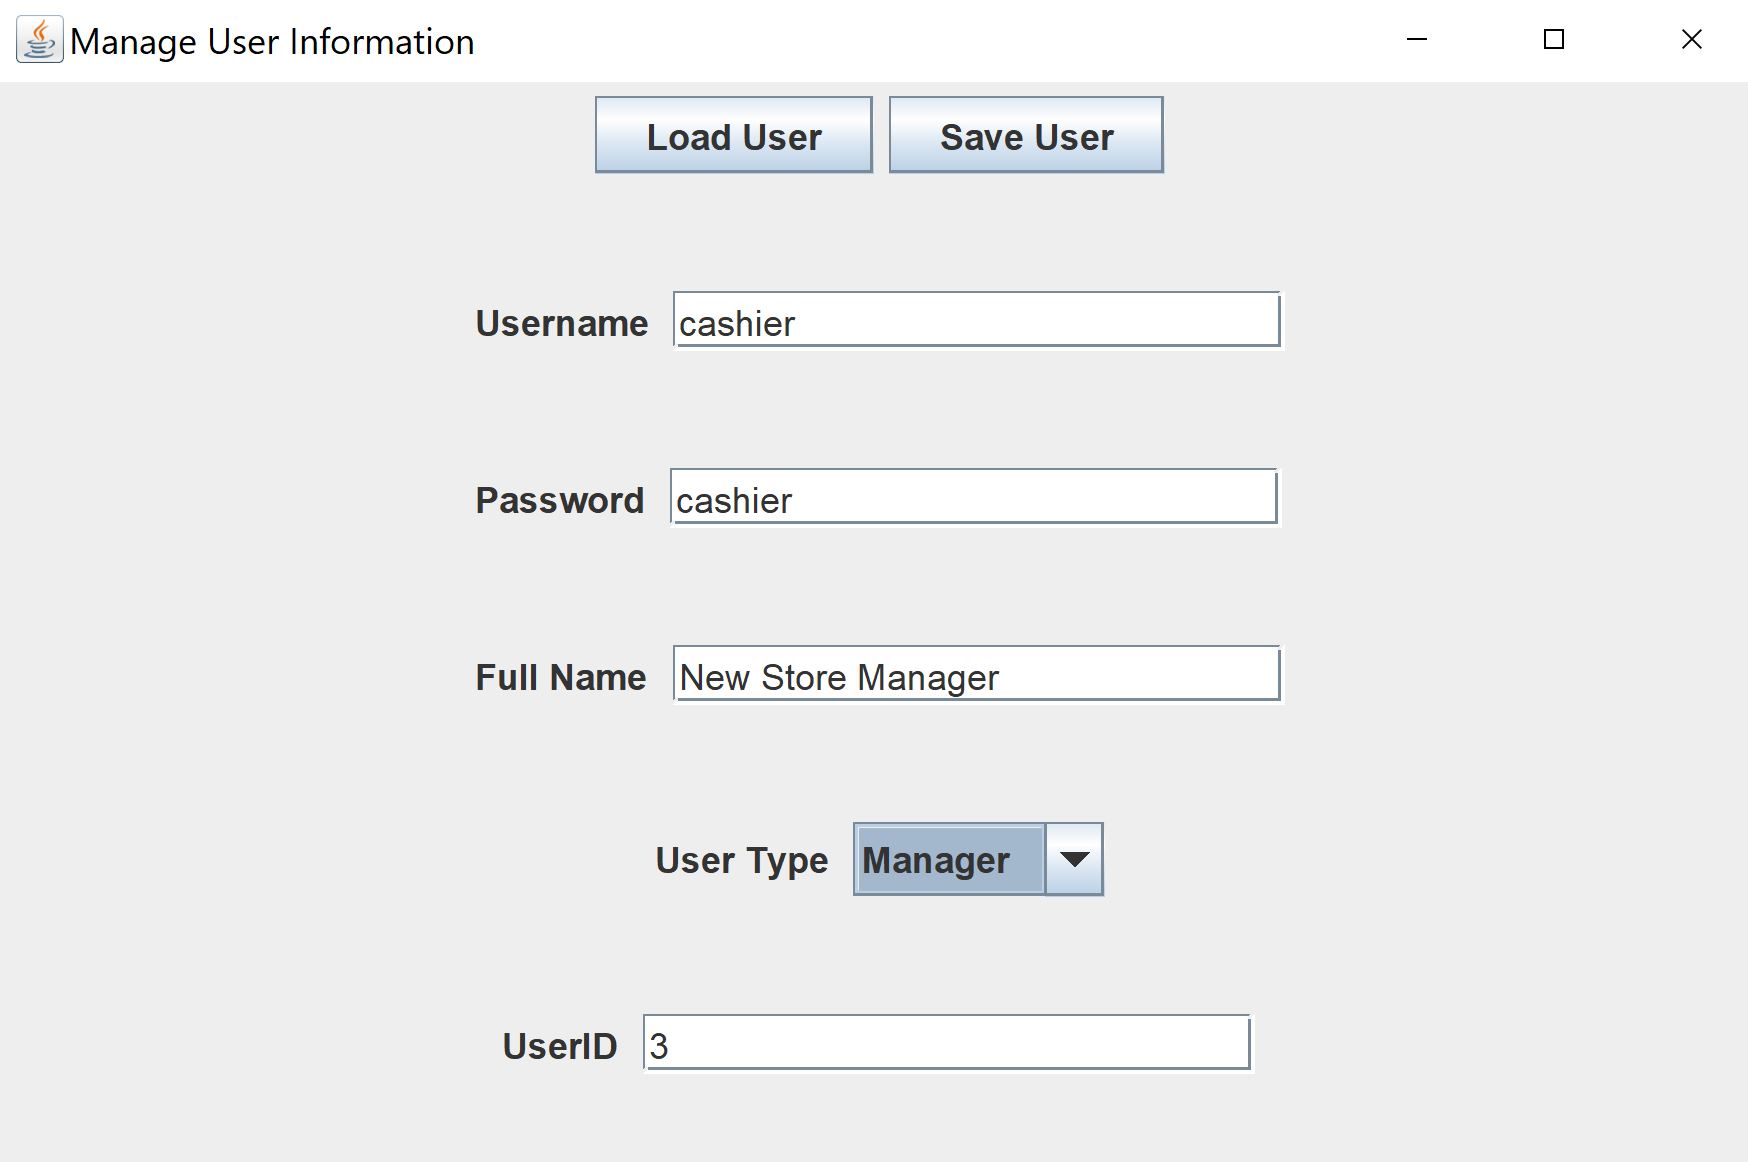 Manage User Information
Load User Save User
Username cashier
Password cashier
Full Name New Store Manager
User Type Manager
UserID 3